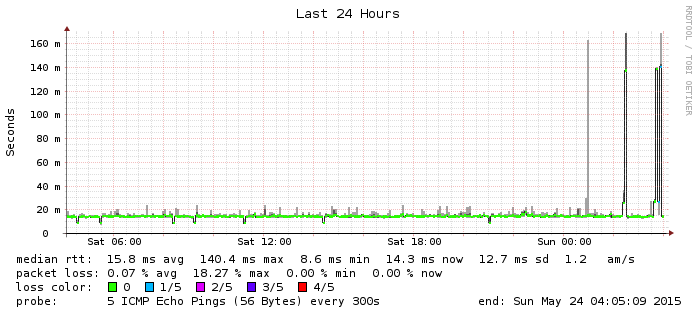 Last 24 Hours
RRDTOOL / TOBI OETIKER
Seconds
160 m
140 m
120 m
100 m
80 m
60 m
40 m
20 m
0
Sat 06:00 Sat 12:00 Sat 18:00 Sun 00:00
median rtt: 15.8 ms avg 140.4 ms max 8.6 ms min 14.3 ms now 12.7 ms sd 1.2 am/s
packet loss: 0.07 % avg 18.27 % max 0.00 % min 0.00 % now
loss color: 0 1/5 2/5 3/5 4/5
probe: 5 ICMP Echo Pings (56 Bytes) every 300s end: Sun May 24 04:05:09 2015